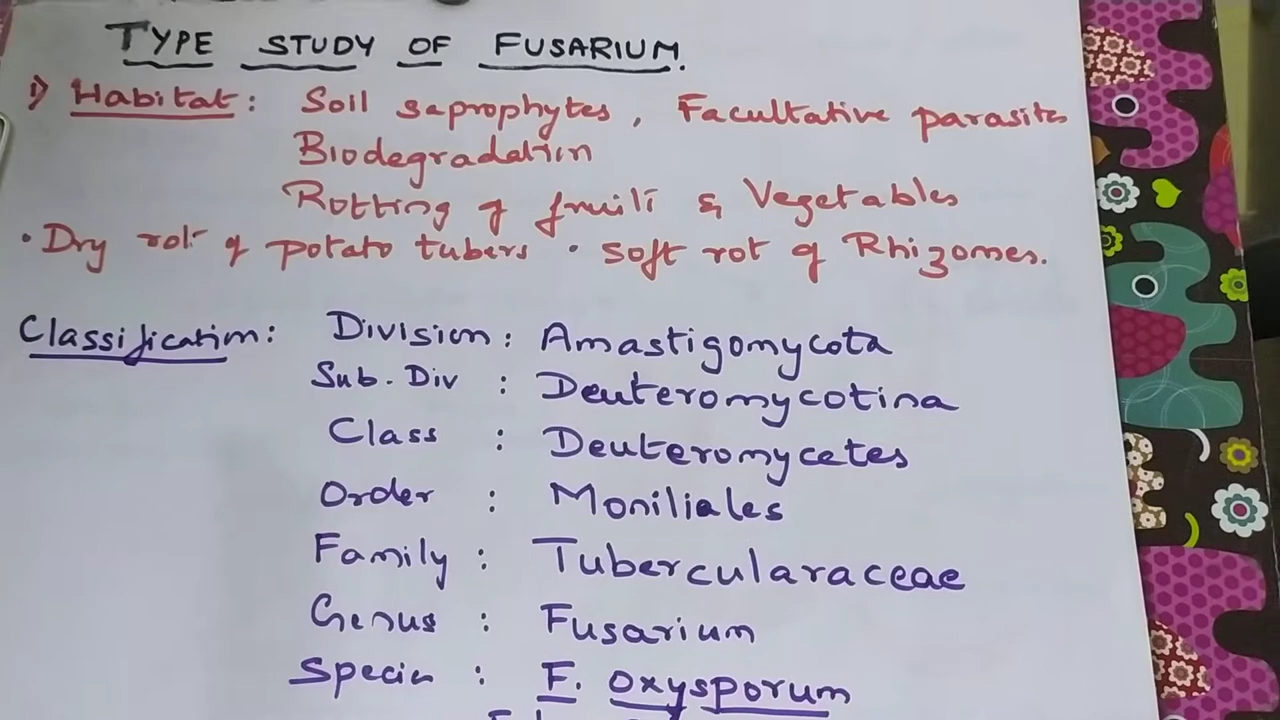 TYPE STUDY OF FUSARIUM.
1) Habitat: Soil saprophytes, Facultative parasites
Biodegradation
Rotting of fruits & Vegetables
• Dry rot of potato tubers • soft rot of Rhizomes.
Classification: Division: Amastigomycota
Sub. Div : Deuteromycotina
Class : Deuteromycetes
Order : Moniliales
Family : Tubercularaceae
Genus : Fusarium
Species : F. oxysporum